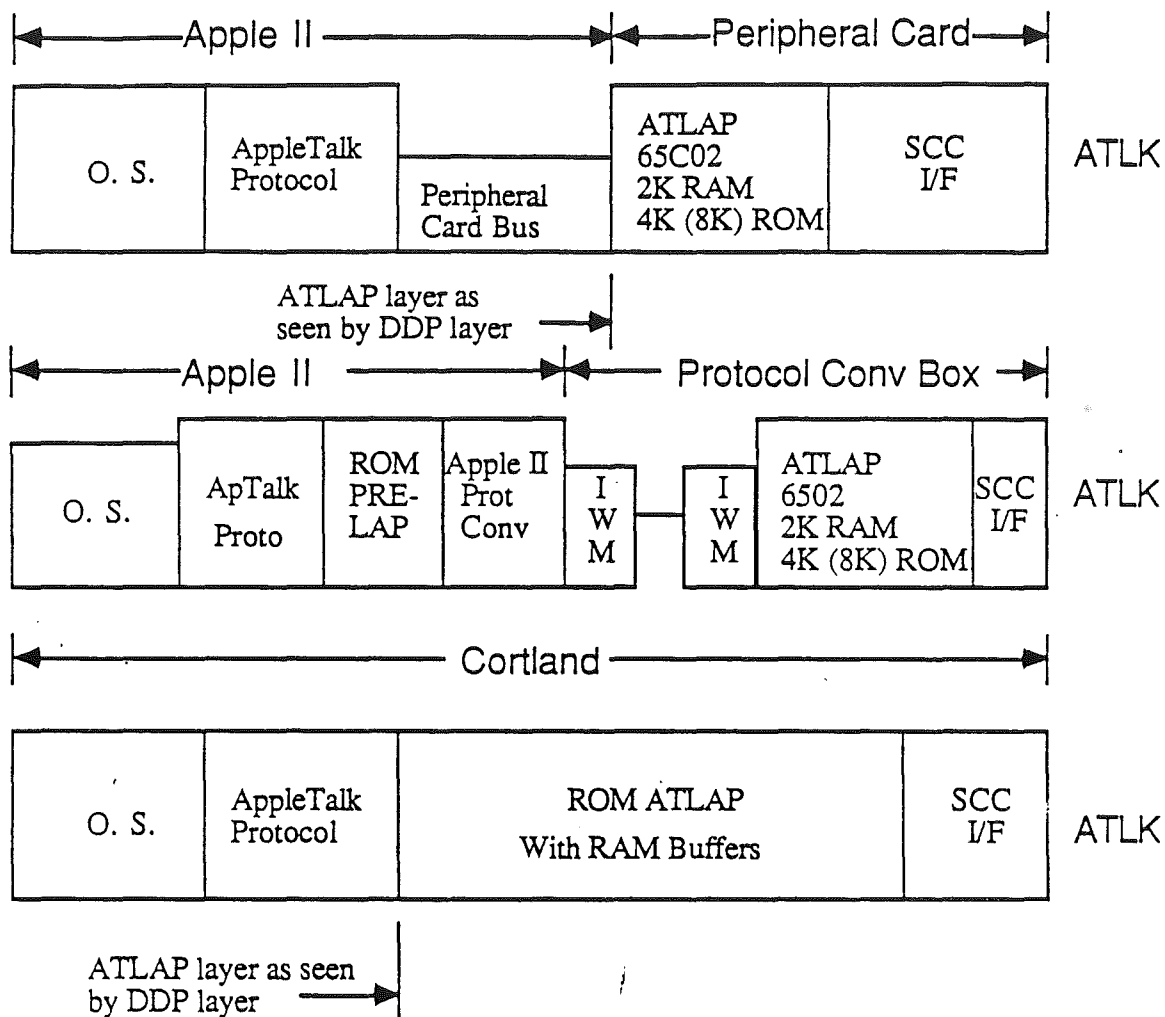 Apple II
Peripheral Card
O. S.
AppleTalk
Protocol
Peripheral
Card Bus
ATLAP
65C02
2K RAM
4K (8K) ROM
SCC
I/F
ATLK
ATLAP layer as
seen by DDP layer
Apple II
Protocol Conv Box
O. S.
ApTalk
Proto
ROM
PRE-
LAP
Apple II
Prot
Conv
I
W
M
I
W
M
ATLAP
6502
2K RAM
4K (8K) ROM
SCC
I/F
ATLK
Cortland
O. S.
AppleTalk
Protocol
ROM ATLAP
With RAM Buffers
SCC
I/F
ATLK
ATLAP layer as seen
by DDP layer